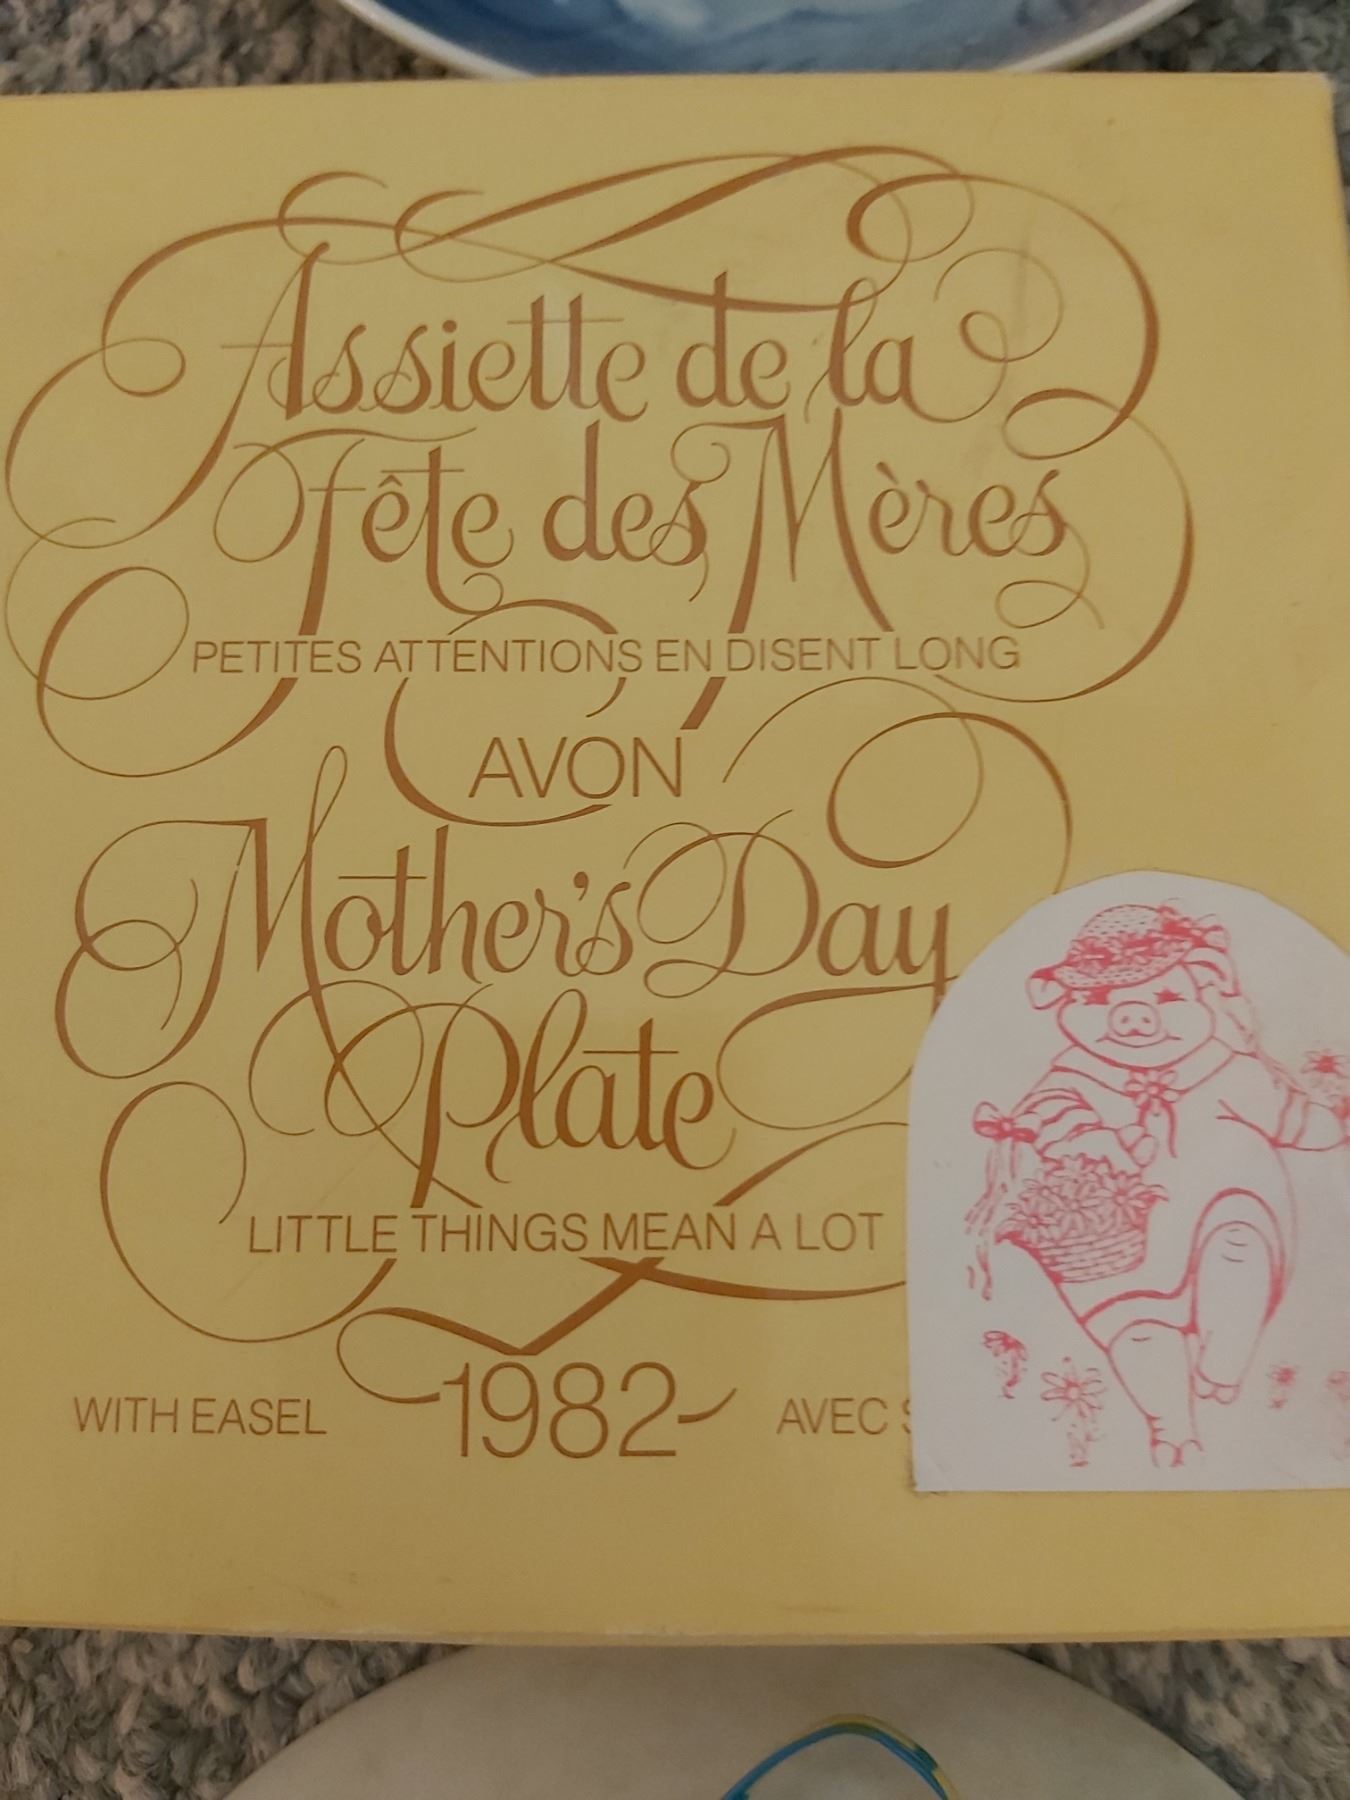 Assiette de la
Fête des Mères
PETITES ATTENTIONS EN DISENT LONG
AVON
Mother's Day
Plate
LITTLE THINGS MEAN A LOT
WITH EASEL
1982
AVEC